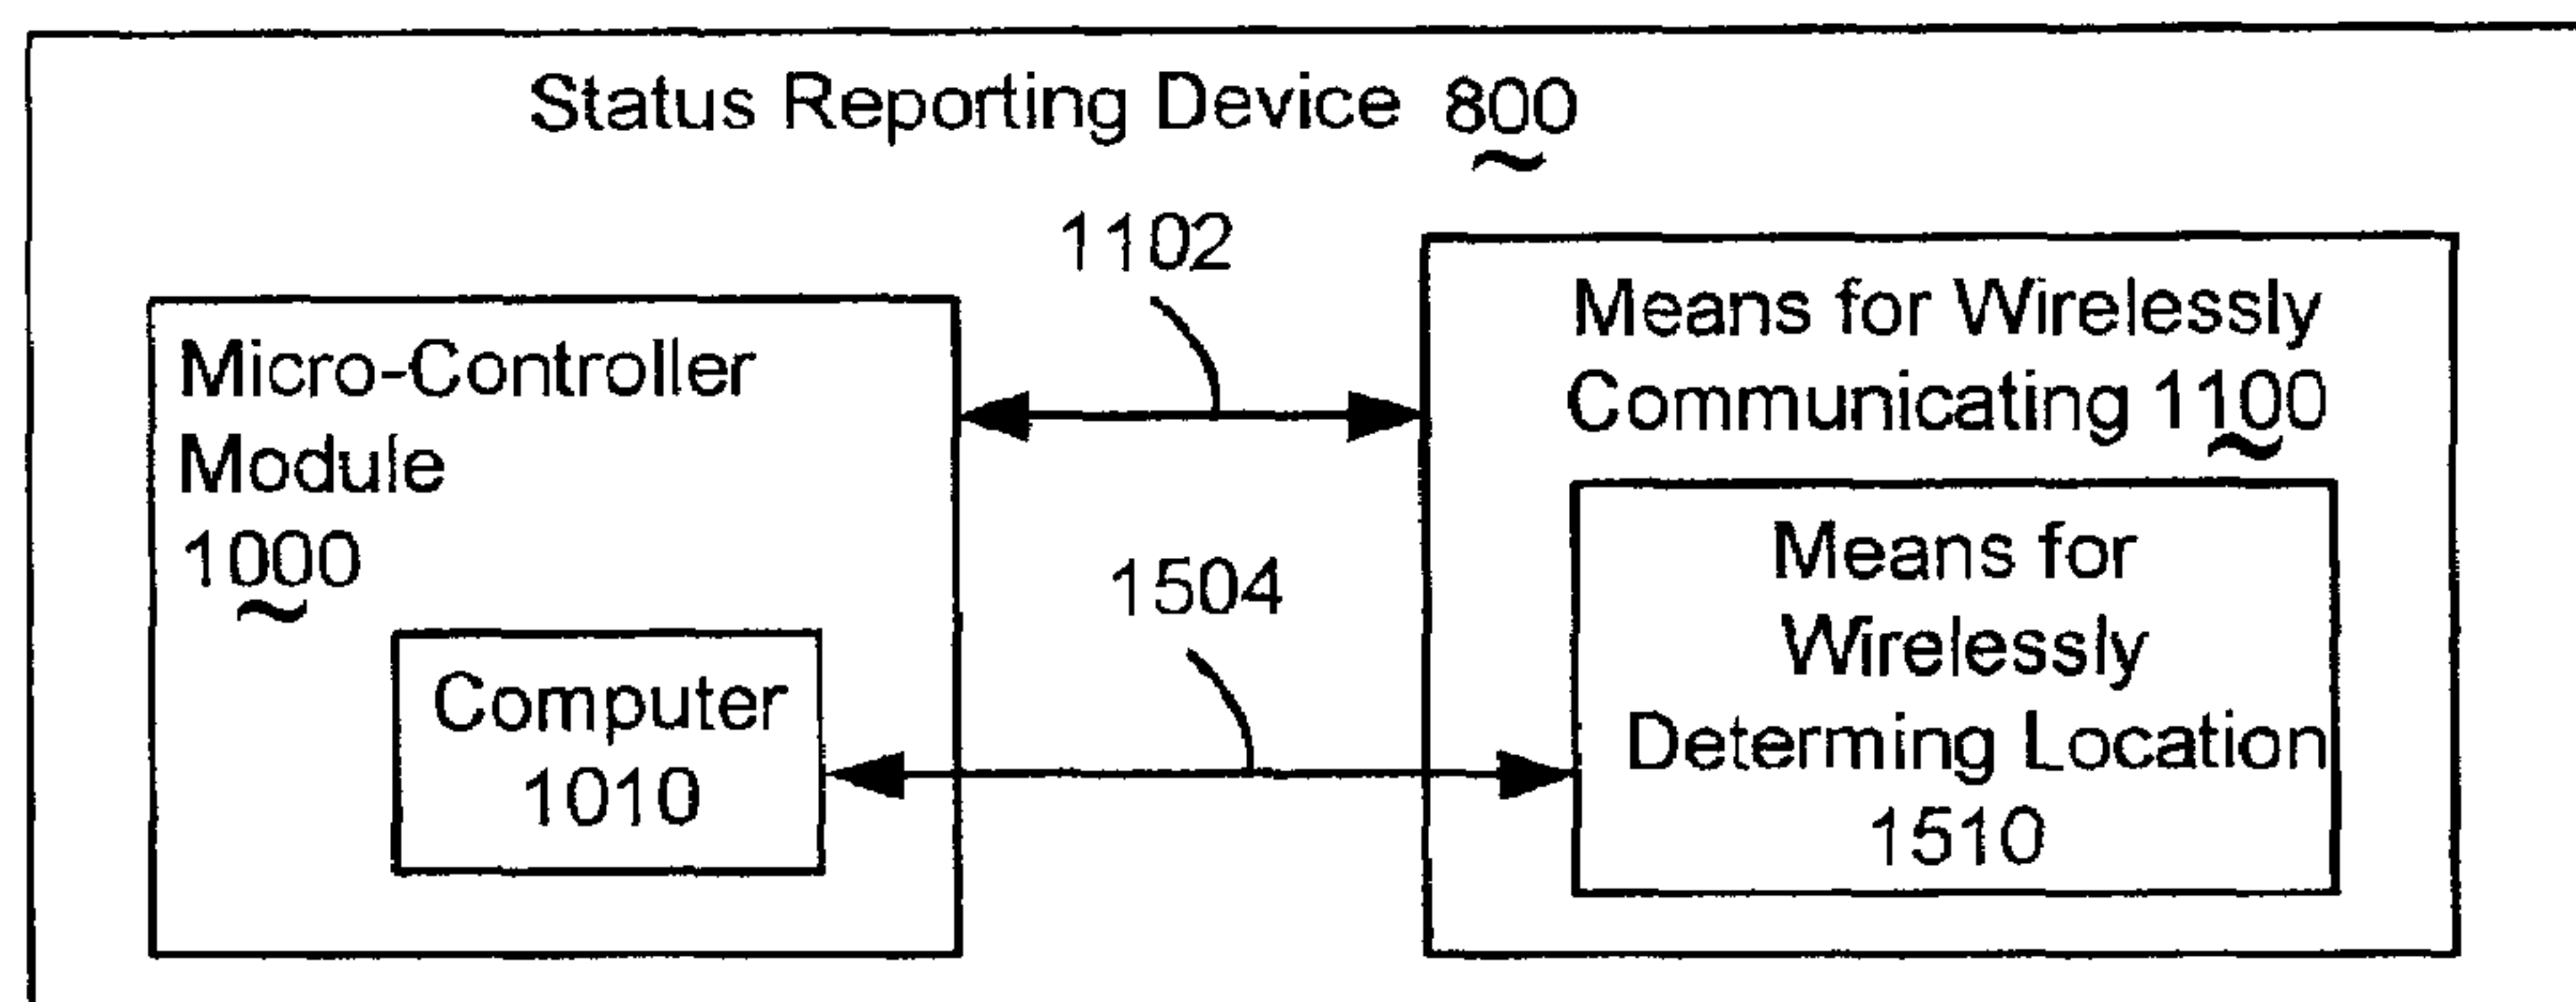 Status Reporting Device 800
1102
Micro-Controller
Module
1000
Means for Wirelessly
Communicating 1100
1504
Computer
1010
Means for
Wirelessly
Determing Location
1510